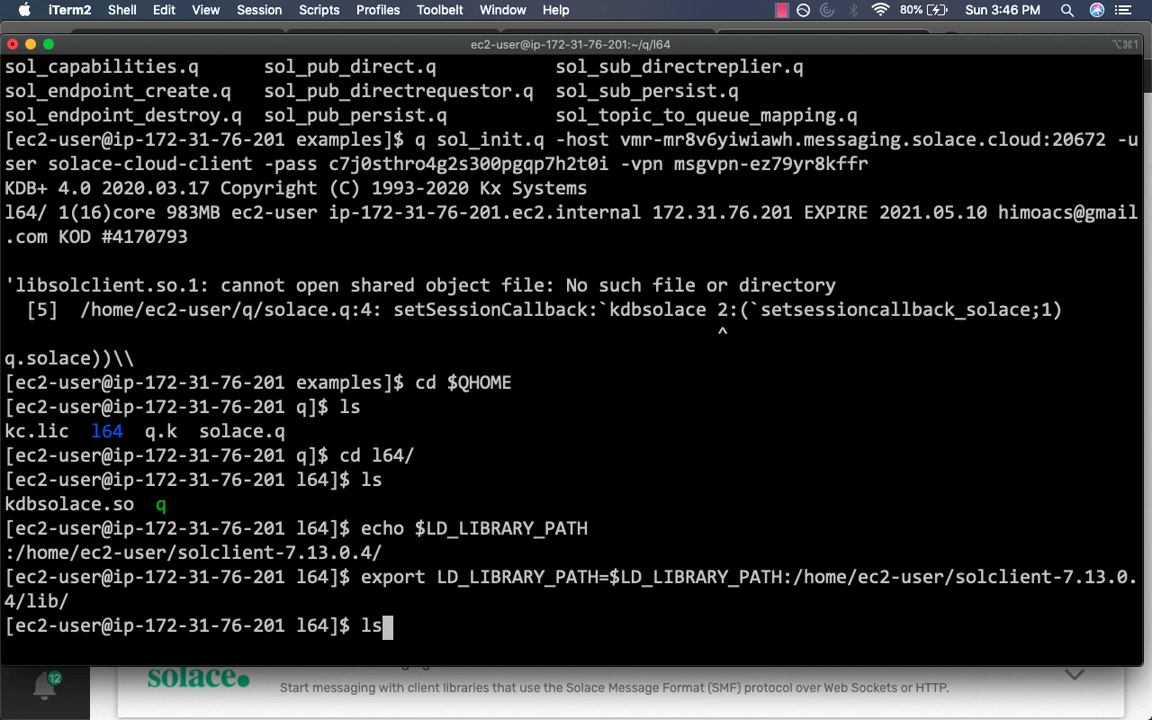 iTerm2 Shell Edit View Session Scripts Profiles Toolbelt Window Help 80% Sun 3:46 PM
ec2-user@ip-172-31-76-201:~/q/l64 ⌥⌘1
sol_capabilities.q sol_pub_direct.q sol_sub_directreplier.q
sol_endpoint_create.q sol_pub_directrequestor.q sol_sub_persist.q
sol_endpoint_destroy.q sol_pub_persist.q sol_topic_to_queue_mapping.q
[ec2-user@ip-172-31-76-201 examples]$ q sol_init.q -host vmr-mr8v6yiwiawh.messaging.solace.cloud:20672 -u
ser solace-cloud-client -pass c7j0sthro4g2s300pgqp7h2t0i -vpn msgvpn-ez79yr8kffr
KDB+ 4.0 2020.03.17 Copyright (C) 1993-2020 Kx Systems
l64/ 1(16)core 983MB ec2-user ip-172-31-76-201.ec2.internal 172.31.76.201 EXPIRE 2021.05.10 himoacs@gmail
.com KOD #4170793
'libsolclient.so.1: cannot open shared object file: No such file or directory
[5] /home/ec2-user/q/solace.q:4: setSessionCallback:`kdbsolace 2:(`setsessioncallback_solace;1)
^
q.solace))\\
[ec2-user@ip-172-31-76-201 examples]$ cd $QHOME
[ec2-user@ip-172-31-76-201 q]$ ls
kc.lic l64 q.k solace.q
[ec2-user@ip-172-31-76-201 q]$ cd l64/
[ec2-user@ip-172-31-76-201 l64]$ ls
kdbsolace.so q
[ec2-user@ip-172-31-76-201 l64]$ echo $LD_LIBRARY_PATH
:/home/ec2-user/solclient-7.13.0.4/
[ec2-user@ip-172-31-76-201 l64]$ export LD_LIBRARY_PATH=$LD_LIBRARY_PATH:/home/ec2-user/solclient-7.13.0.
4/lib/
[ec2-user@ip-172-31-76-201 l64]$ ls
12
solace.
Start messaging with client libraries that use the Solace Message Format (SMF) protocol over Web Sockets or HTTP.